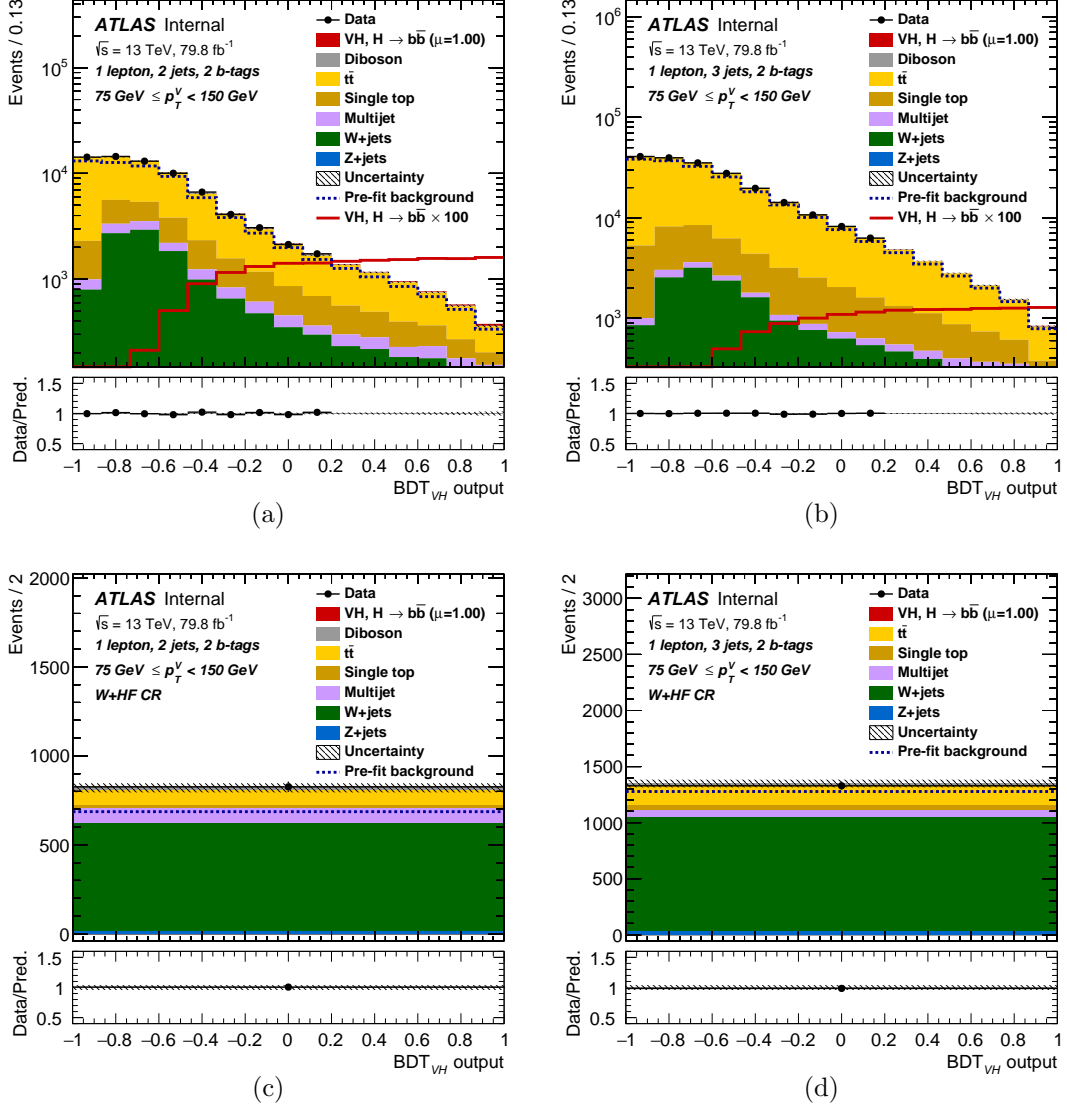 Events / 0.13
10⁵
10⁴
10³
ATLAS Internal
√s = 13 TeV, 79.8 fb⁻¹
1 lepton, 2 jets, 2 b-tags
75 GeV ≤ p_T^V < 150 GeV
Data
VH, H → bb̄ (μ=1.00)
Diboson
tt̄
Single top
Multijet
W+jets
Z+jets
Uncertainty
Pre-fit background
VH, H → bb̄ × 100
Data/Pred.
1.5
1
0.5
−1 −0.8 −0.6 −0.4 −0.2 0 0.2 0.4 0.6 0.8 1
BDT_VH output
(a)
Events / 0.13
10⁶
10⁵
10⁴
10³
ATLAS Internal
√s = 13 TeV, 79.8 fb⁻¹
1 lepton, 3 jets, 2 b-tags
75 GeV ≤ p_T^V < 150 GeV
Data
VH, H → bb̄ (μ=1.00)
Diboson
tt̄
Single top
Multijet
W+jets
Z+jets
Uncertainty
Pre-fit background
VH, H → bb̄ × 100
Data/Pred.
1.5
1
0.5
−1 −0.8 −0.6 −0.4 −0.2 0 0.2 0.4 0.6 0.8 1
BDT_VH output
(b)
Events / 2
2000
1500
1000
500
0
ATLAS Internal
√s = 13 TeV, 79.8 fb⁻¹
1 lepton, 2 jets, 2 b-tags
75 GeV ≤ p_T^V < 150 GeV
W+HF CR
Data
VH, H → bb̄ (μ=1.00)
Diboson
tt̄
Single top
Multijet
W+jets
Z+jets
Uncertainty
Pre-fit background
Data/Pred.
1.5
1
0.5
−1 −0.8 −0.6 −0.4 −0.2 0 0.2 0.4 0.6 0.8 1
BDT_VH output
(c)
Events / 2
3000
2500
2000
1500
1000
500
0
ATLAS Internal
√s = 13 TeV, 79.8 fb⁻¹
1 lepton, 3 jets, 2 b-tags
75 GeV ≤ p_T^V < 150 GeV
W+HF CR
Data
VH, H → bb̄ (μ=1.00)
Diboson
tt̄
Single top
Multijet
W+jets
Z+jets
Uncertainty
Pre-fit background
Data/Pred.
1.5
1
0.5
−1 −0.8 −0.6 −0.4 −0.2 0 0.2 0.4 0.6 0.8 1
BDT_VH output
(d)